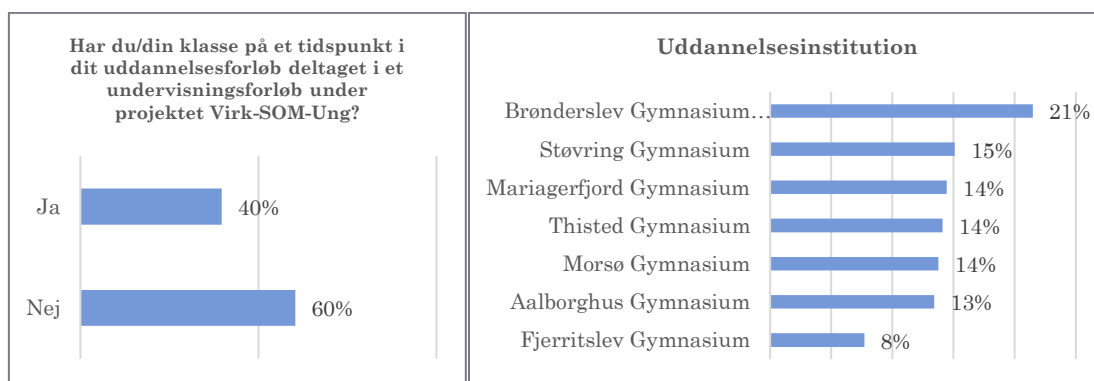 Har du/din klasse på et tidspunkt i
dit uddannelsesforløb deltaget i et
undervisningsforløb under
projektet Virk-SOM-Ung?
Ja 40%
Nej 60%
Uddannelsesinstitution
Brønderslev Gymnasium… 21%
Støvring Gymnasium 15%
Mariagerfjord Gymnasium 14%
Thisted Gymnasium 14%
Morsø Gymnasium 14%
Aalborghus Gymnasium 13%
Fjerritslev Gymnasium 8%